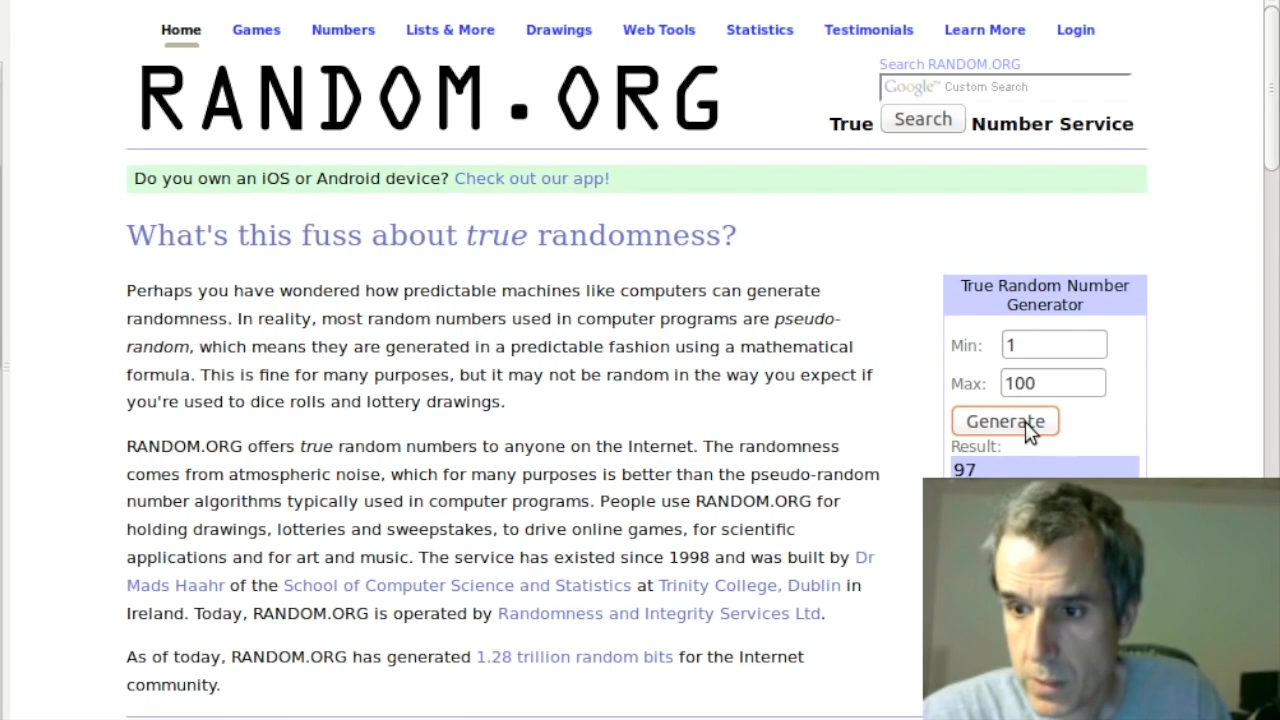 Home Games Numbers Lists & More Drawings Web Tools Statistics Testimonials Learn More Login
RANDOM.ORG
Search RANDOM.ORG
Google™ Custom Search
True Search Number Service
Do you own an iOS or Android device? Check out our app!
What's this fuss about true randomness?
Perhaps you have wondered how predictable machines like computers can generate
randomness. In reality, most random numbers used in computer programs are pseudo-
random, which means they are generated in a predictable fashion using a mathematical
formula. This is fine for many purposes, but it may not be random in the way you expect if
you're used to dice rolls and lottery drawings.
RANDOM.ORG offers true random numbers to anyone on the Internet. The randomness
comes from atmospheric noise, which for many purposes is better than the pseudo-random
number algorithms typically used in computer programs. People use RANDOM.ORG for
holding drawings, lotteries and sweepstakes, to drive online games, for scientific
applications and for art and music. The service has existed since 1998 and was built by Dr
Mads Haahr of the School of Computer Science and Statistics at Trinity College, Dublin in
Ireland. Today, RANDOM.ORG is operated by Randomness and Integrity Services Ltd.
As of today, RANDOM.ORG has generated 1.28 trillion random bits for the Internet
community.
True Random Number
Generator
Min: 1
Max: 100
Generate
Result:
97